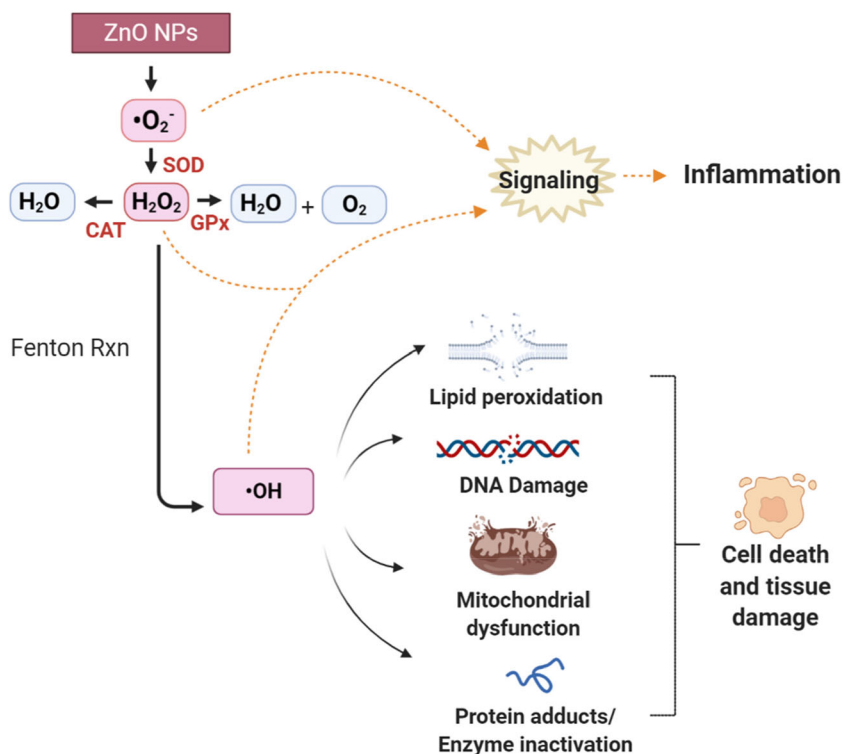 ZnO NPs
•O₂⁻
SOD
H₂O
H₂O₂
H₂O
+
O₂
CAT
GPx
Signaling
Inflammation
Fenton Rxn
Lipid peroxidation
DNA Damage
•OH
Mitochondrial
dysfunction
Cell death
and tissue
damage
Protein adducts/
Enzyme inactivation